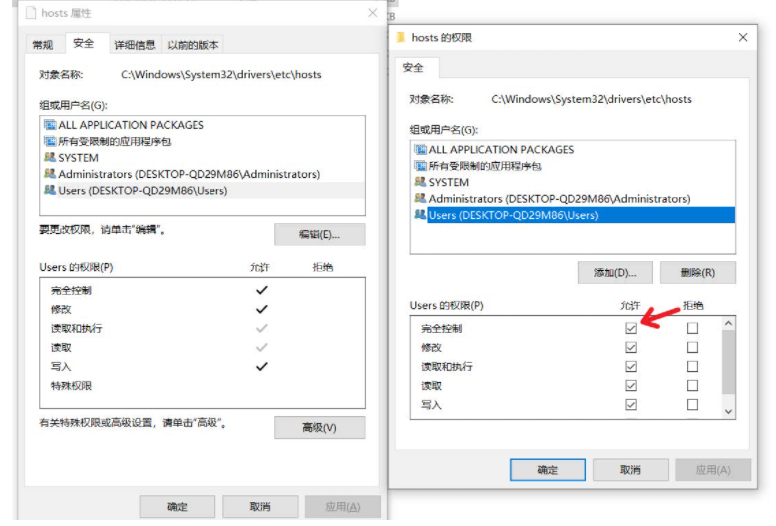 hosts 属性
常规 安全 详细信息 以前的版本
对象名称: C:\Windows\System32\drivers\etc\hosts
组或用户名(G):
ALL APPLICATION PACKAGES
所有受限制的应用程序包
SYSTEM
Administrators (DESKTOP-QD29M86\Administrators)
Users (DESKTOP-QD29M86\Users)
要更改权限，请单击"编辑"。
编辑(E)...
Users 的权限(P) 允许 拒绝
完全控制
修改
读取和执行
读取
写入
特殊权限
有关特殊权限或高级设置，请单击"高级"。
高级(V)
确定 取消 应用(A)
hosts 的权限
安全
对象名称: C:\Windows\System32\drivers\etc\hosts
组或用户名(G):
ALL APPLICATION PACKAGES
所有受限制的应用程序包
SYSTEM
Administrators (DESKTOP-QD29M86\Administrators)
Users (DESKTOP-QD29M86\Users)
添加(D)... 删除(R)
Users 的权限(P) 允许 拒绝
完全控制
修改
读取和执行
读取
写入
确定 取消 应用(A)